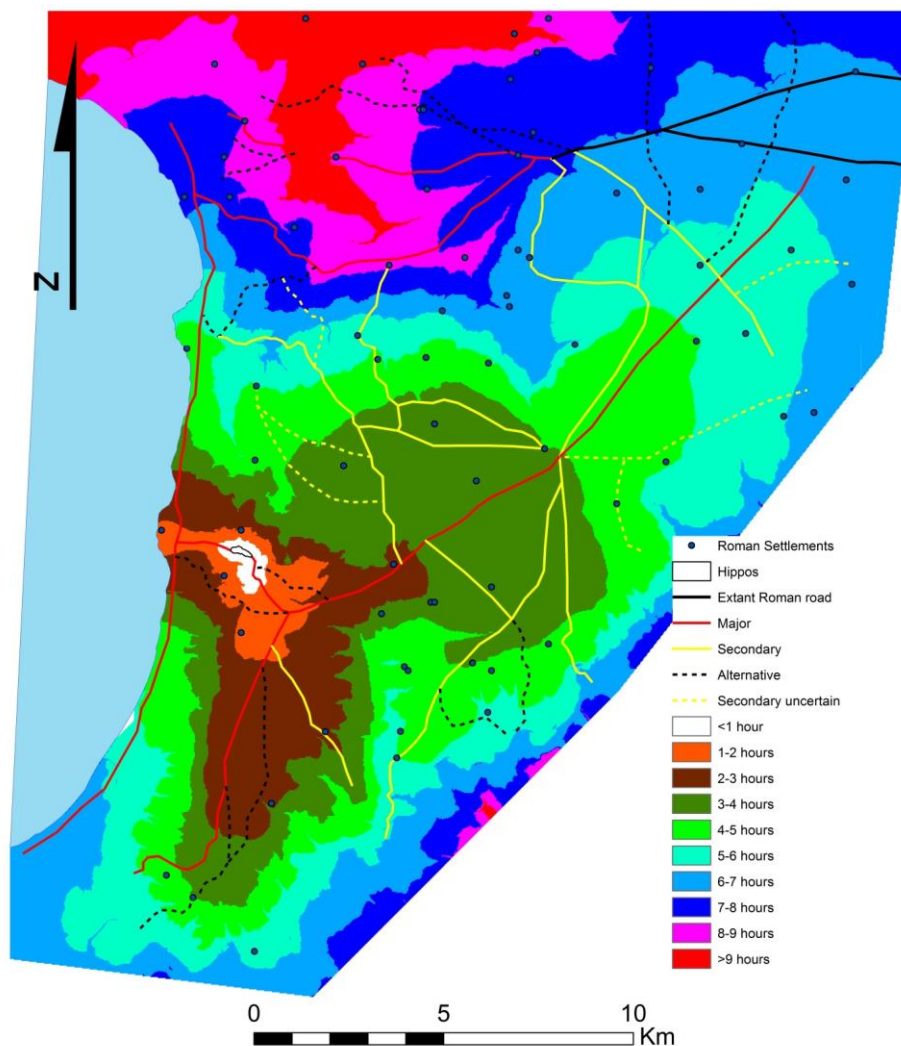 N
Roman Settlements
Hippos
Extant Roman road
Major
Secondary
Alternative
Secondary uncertain
<1 hour
1-2 hours
2-3 hours
3-4 hours
4-5 hours
5-6 hours
6-7 hours
7-8 hours
8-9 hours
>9 hours
0 5 10
Km